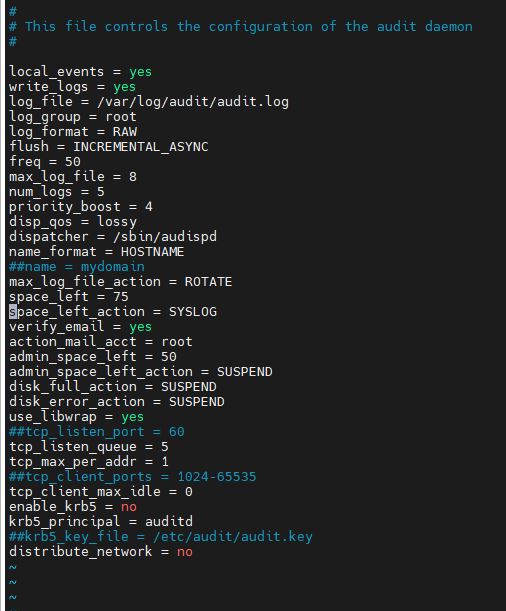 #
# This file controls the configuration of the audit daemon
#
local_events = yes
write_logs = yes
log_file = /var/log/audit/audit.log
log_group = root
log_format = RAW
flush = INCREMENTAL_ASYNC
freq = 50
max_log_file = 8
num_logs = 5
priority_boost = 4
disp_qos = lossy
dispatcher = /sbin/audispd
name_format = HOSTNAME
##name = mydomain
max_log_file_action = ROTATE
space_left = 75
space_left_action = SYSLOG
verify_email = yes
action_mail_acct = root
admin_space_left = 50
admin_space_left_action = SUSPEND
disk_full_action = SUSPEND
disk_error_action = SUSPEND
use_libwrap = yes
##tcp_listen_port = 60
tcp_listen_queue = 5
tcp_max_per_addr = 1
##tcp_client_ports = 1024-65535
tcp_client_max_idle = 0
enable_krb5 = no
krb5_principal = auditd
##krb5_key_file = /etc/audit/audit.key
distribute_network = no
~
~
~